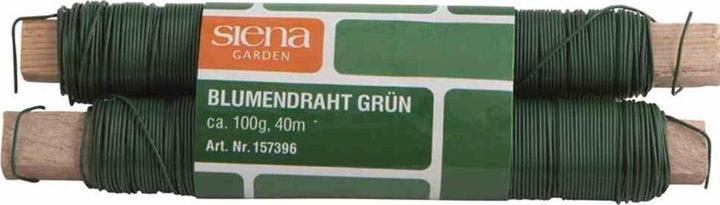 siena
GARDEN
BLUMENDRAHT GRÜN
ca. 100g, 40m
Art. Nr. 157396